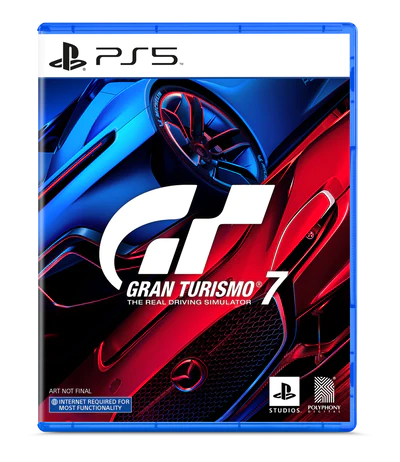 PS5
GT
GRAN TURISMO® 7
THE REAL DRIVING SIMULATOR
ART NOT FINAL
INTERNET REQUIRED FOR
MOST FUNCTIONALITY
STUDIOS
POLYPHONY
DIGITAL